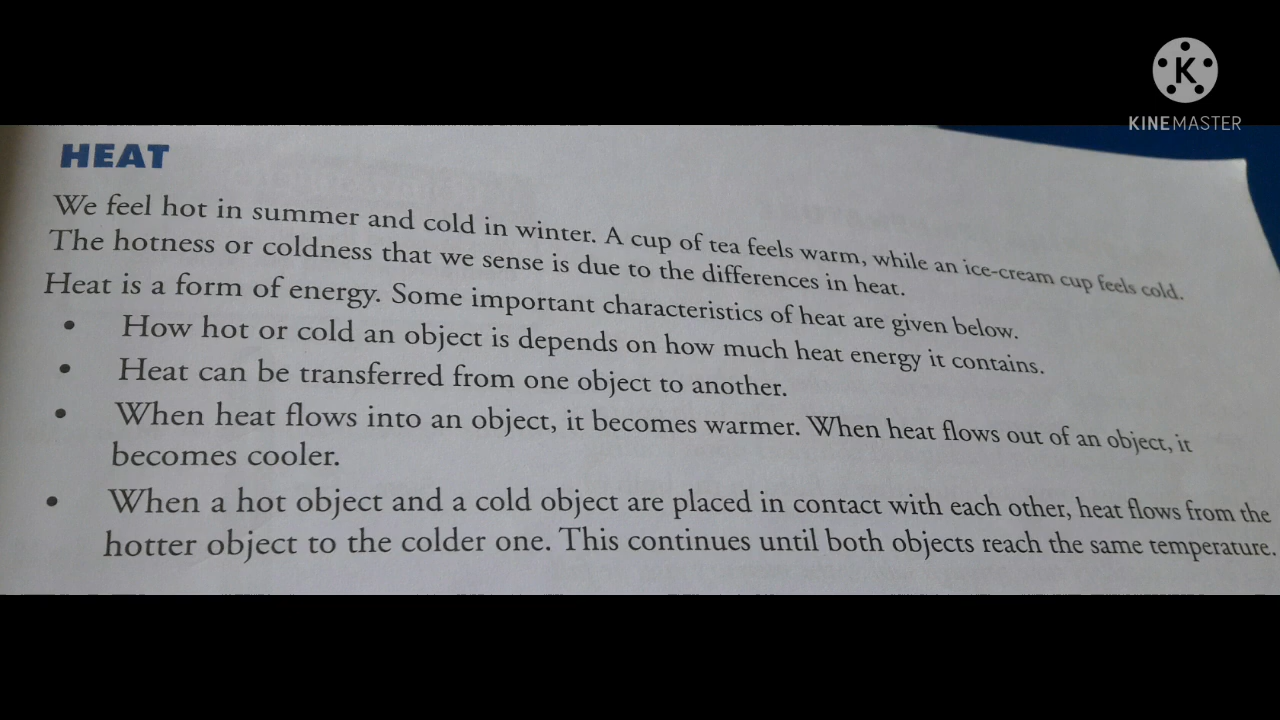 KINEMASTER
HEAT
We feel hot in summer and cold in winter. A cup of tea feels warm, while an ice-cream cup feels cold.
The hotness or coldness that we sense is due to the differences in heat.
Heat is a form of energy. Some important characteristics of heat are given below.
• How hot or cold an object is depends on how much heat energy it contains.
• Heat can be transferred from one object to another.
• When heat flows into an object, it becomes warmer. When heat flows out of an object, it
becomes cooler.
• When a hot object and a cold object are placed in contact with each other, heat flows from the
hotter object to the colder one. This continues until both objects reach the same temperature.